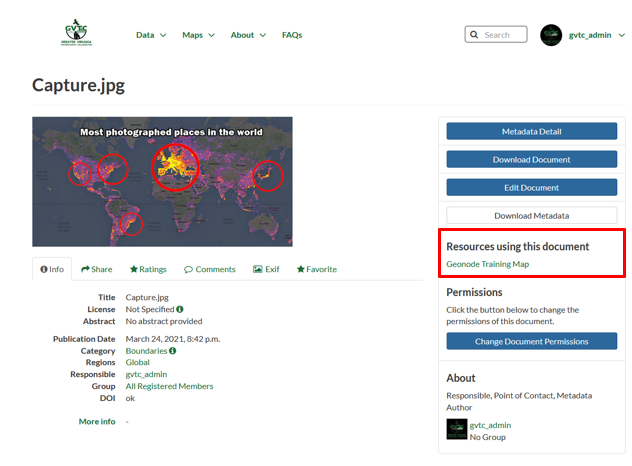 GVTC
Data
Maps
About
FAQs
Search
gvtc_admin
Capture.jpg
Most photographed places in the world
Metadata Detail
Download Document
Edit Document
Download Metadata
Resources using this document
Geonode Training Map
Permissions
Click the button below to change the
permissions of this document.
Change Document Permissions
About
Responsible, Point of Contact, Metadata
Author
gvtc_admin
No Group
Info
Share
Ratings
Comments
Exif
Favorite
Title Capture.jpg
License Not Specified
Abstract No abstract provided
Publication Date March 24, 2021, 8:42 p.m.
Category Boundaries
Regions Global
Responsible gvtc_admin
Group All Registered Members
DOI ok
More info -